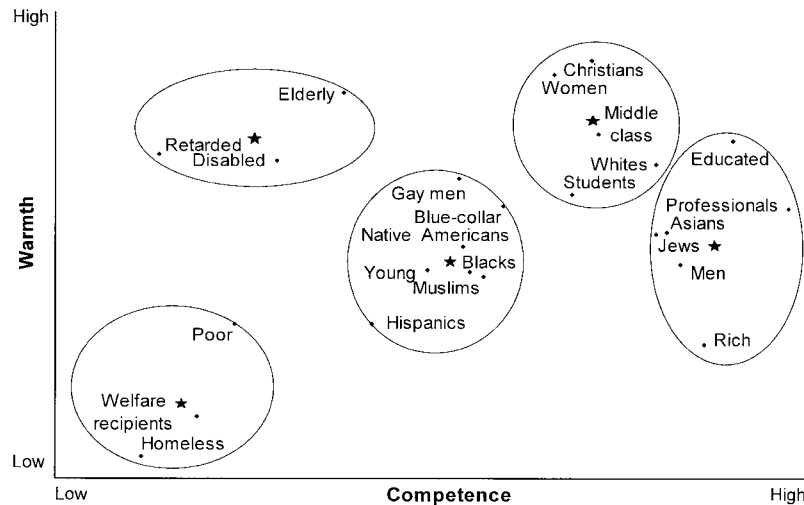 High
Christians
Women
Elderly
Middle
class
Retarded
Disabled
Whites
Students
Educated
Gay men
Blue-collar
Native Americans
Professionals
Asians
Jews
Men
Young
Blacks
Muslims
Hispanics
Rich
Poor
Welfare
recipients
Homeless
Warmth
Low
Low
Competence
High